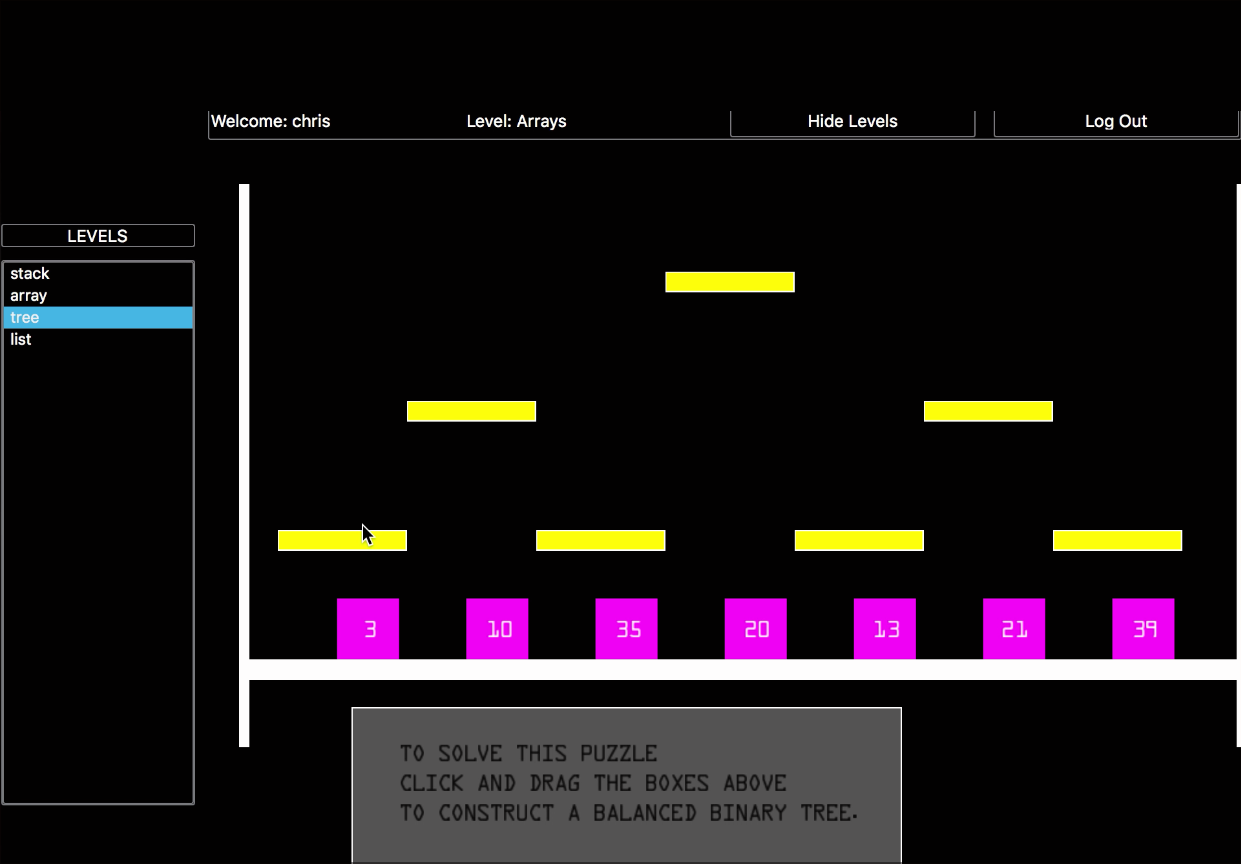 Welcome: chris Level: Arrays Hide Levels Log Out
LEVELS
stack
array
tree
list
3 10 35 20 13 21 39
TO SOLVE THIS PUZZLE
CLICK AND DRAG THE BOXES ABOVE
TO CONSTRUCT A BALANCED BINARY TREE.